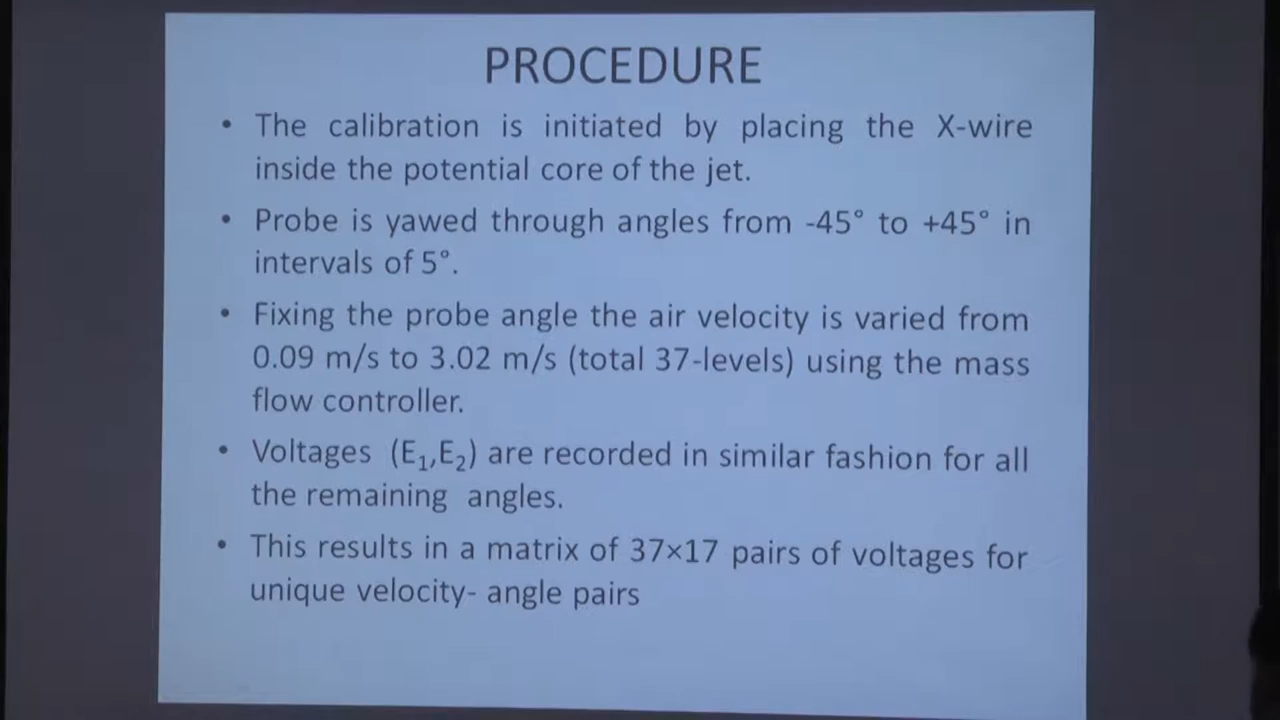 PROCEDURE
• The calibration is initiated by placing the X-wire
inside the potential core of the jet.
• Probe is yawed through angles from -45° to +45° in
intervals of 5°.
• Fixing the probe angle the air velocity is varied from
0.09 m/s to 3.02 m/s (total 37-levels) using the mass
flow controller.
• Voltages (E₁,E₂) are recorded in similar fashion for all
the remaining angles.
• This results in a matrix of 37×17 pairs of voltages for
unique velocity- angle pairs